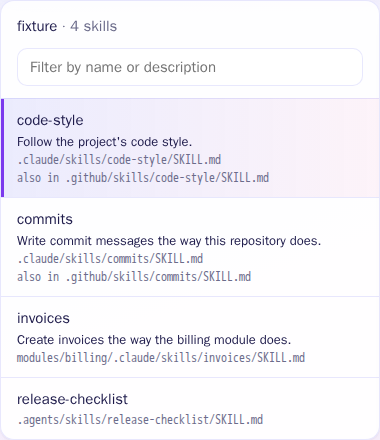 fixture · 4 skills
Filter by name or description
code-style
Follow the project's code style.
.claude/skills/code-style/SKILL.md
also in .github/skills/code-style/SKILL.md
commits
Write commit messages the way this repository does.
.claude/skills/commits/SKILL.md
also in .github/skills/commits/SKILL.md
invoices
Create invoices the way the billing module does.
modules/billing/.claude/skills/invoices/SKILL.md
release-checklist
.agents/skills/release-checklist/SKILL.md